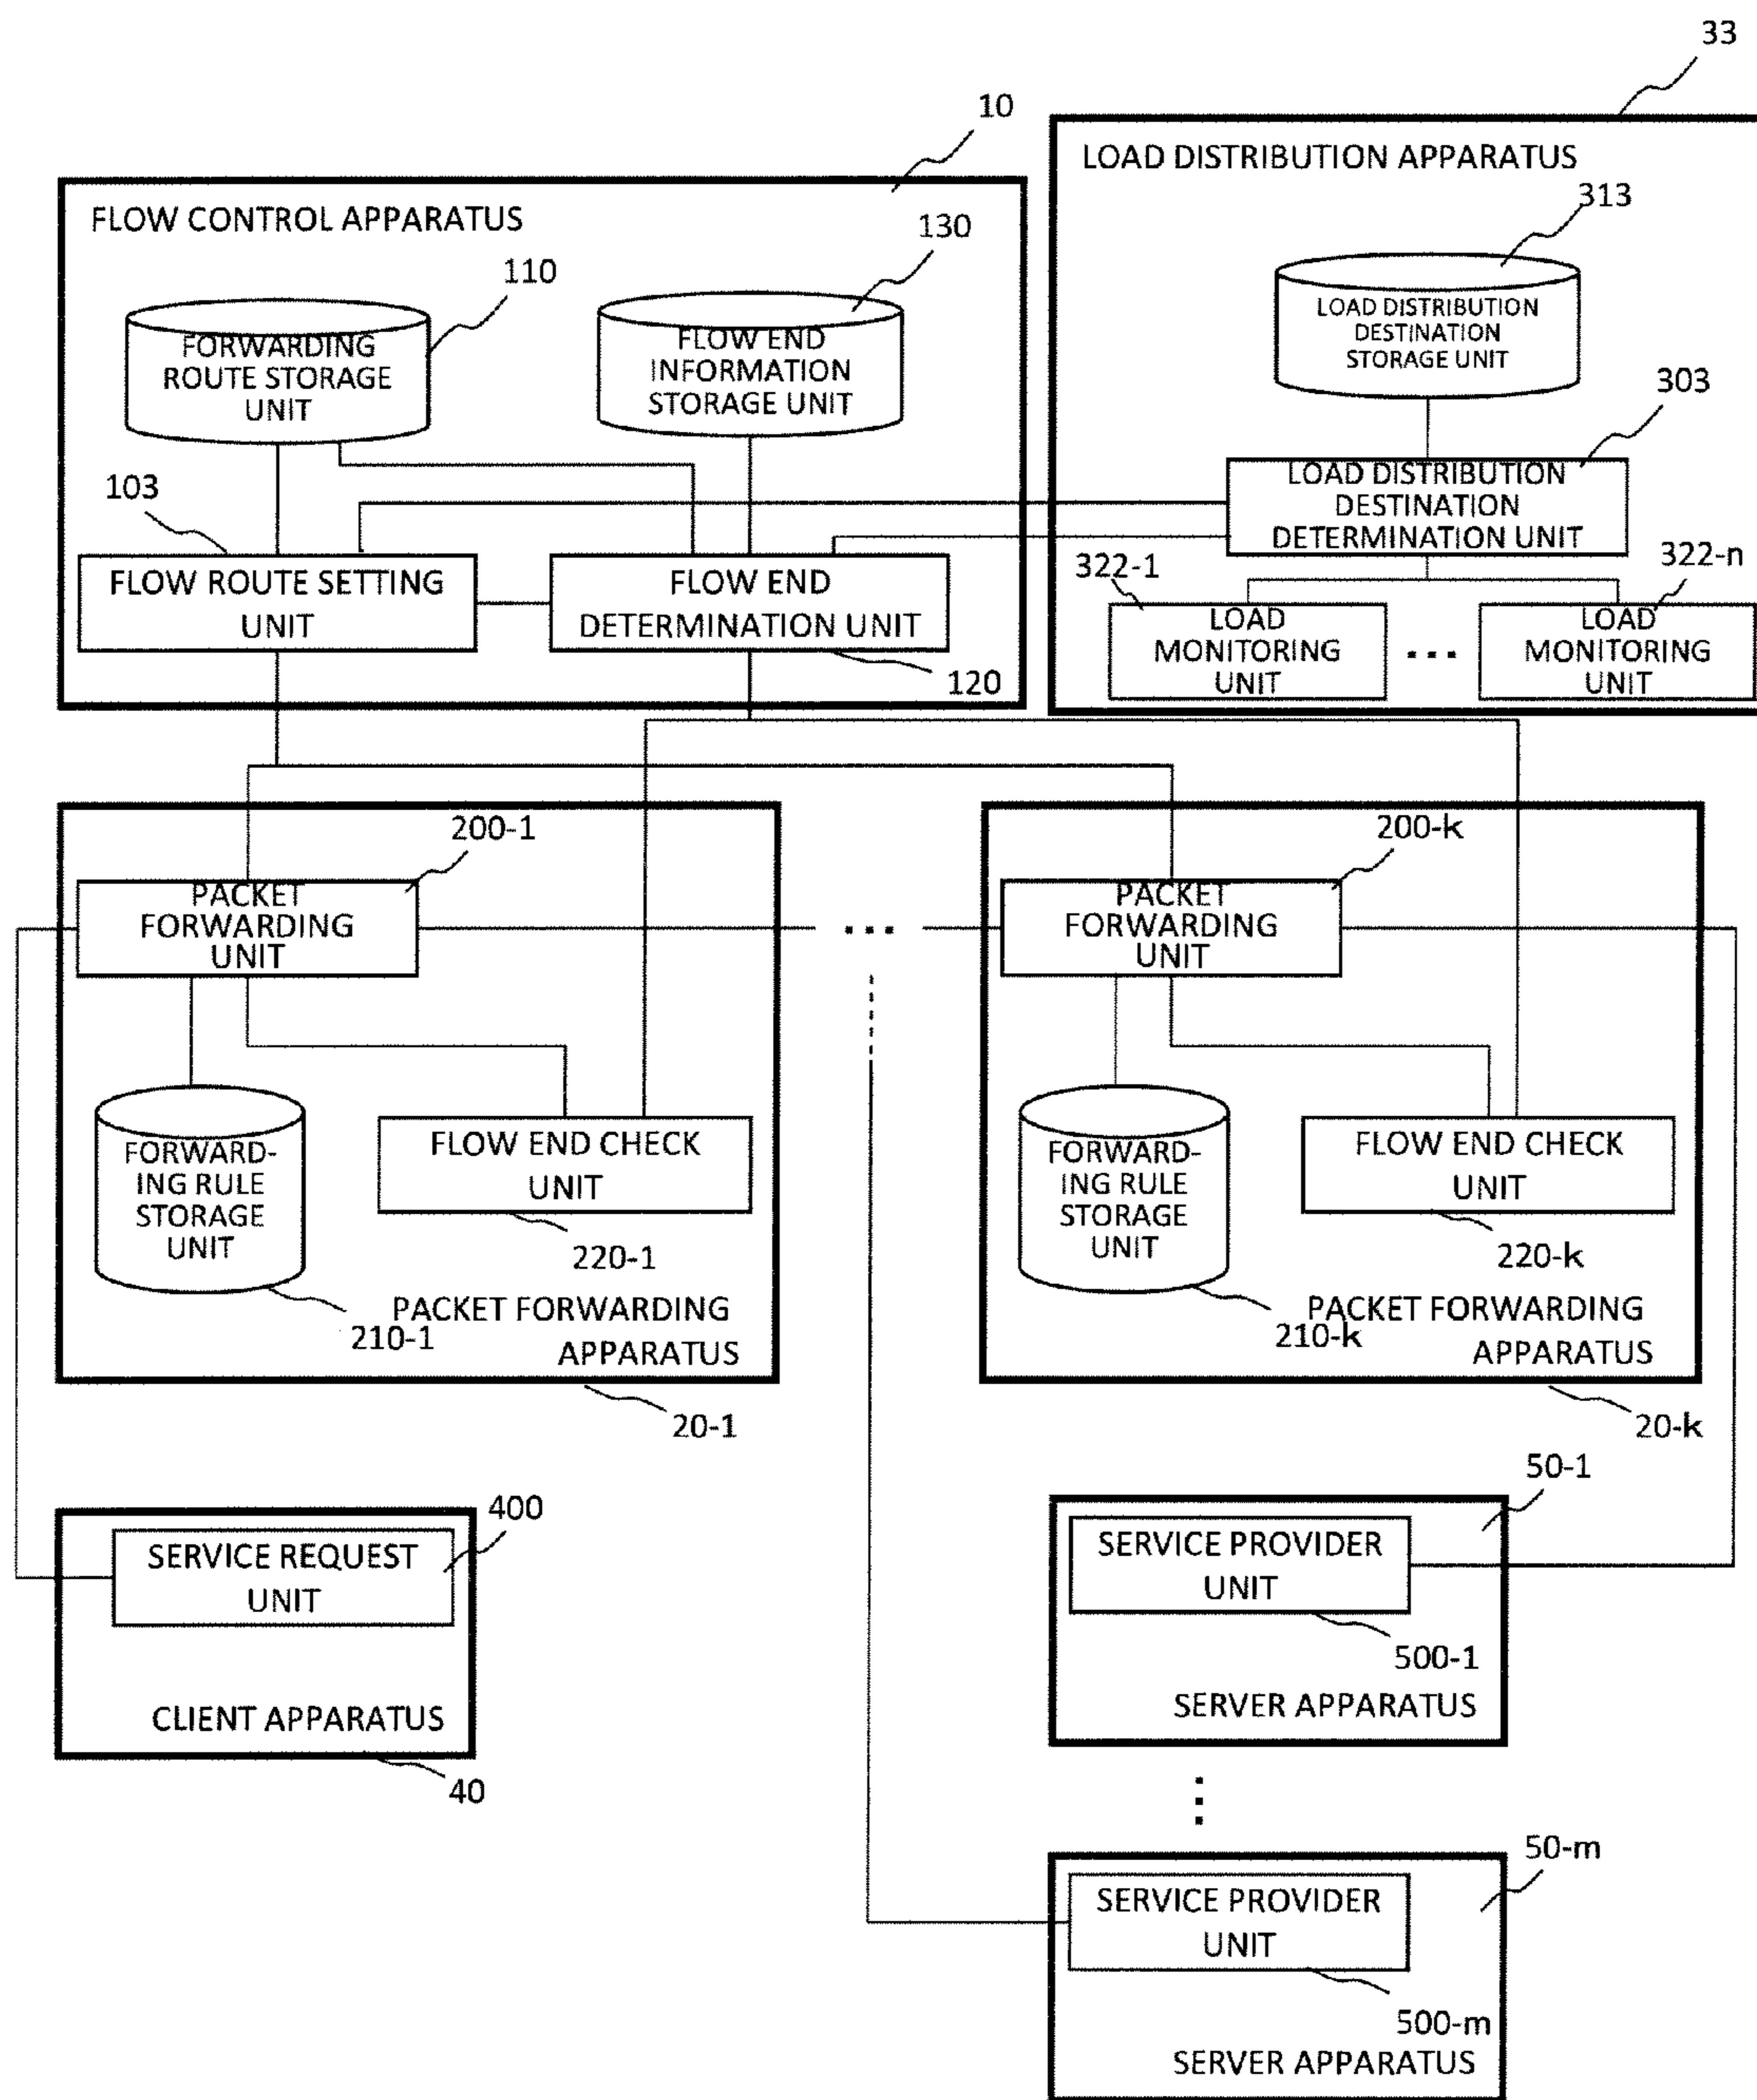 33
10
LOAD DISTRIBUTION APPARATUS
FLOW CONTROL APPARATUS
313
130
110
LOAD DISTRIBUTION
DESTINATION
STORAGE UNIT
FORWARDING
ROUTE STORAGE
UNIT
FLOW END
INFORMATION
STORAGE UNIT
303
LOAD DISTRIBUTION
DESTINATION
DETERMINATION UNIT
103
322-1
322-n
FLOW ROUTE SETTING
UNIT
FLOW END
DETERMINATION UNIT
LOAD
MONITORING
UNIT
...
LOAD
MONITORING
UNIT
120
200-1
200-k
PACKET
FORWARDING
UNIT
...
PACKET
FORWARDING
UNIT
FORWARD-
ING RULE
STORAGE
UNIT
FLOW END CHECK
UNIT
FORWARD-
ING RULE
STORAGE
UNIT
FLOW END CHECK
UNIT
220-1
220-k
210-1
PACKET FORWARDING
APPARATUS
210-k
PACKET FORWARDING
APPARATUS
20-1
20-k
50-1
400
SERVICE REQUEST
UNIT
SERVICE PROVIDER
UNIT
500-1
CLIENT APPARATUS
SERVER APPARATUS
40
50-m
SERVICE PROVIDER
UNIT
500-m
SERVER APPARATUS